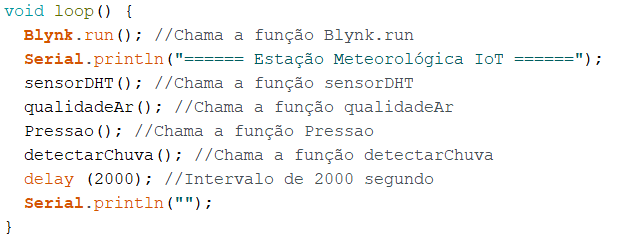 void loop() {
  Blynk.run(); //Chama a função Blynk.run
  Serial.println("====== Estação Meteorológica IoT ======");
  sensorDHT(); //Chama a função sensorDHT
  qualidadeAr(); //Chama a função qualidadeAr
  Pressao(); //Chama a função Pressao
  detectarChuva(); //Chama a função detectarChuva
  delay (2000); //Intervalo de 2000 segundo
  Serial.println("");
}